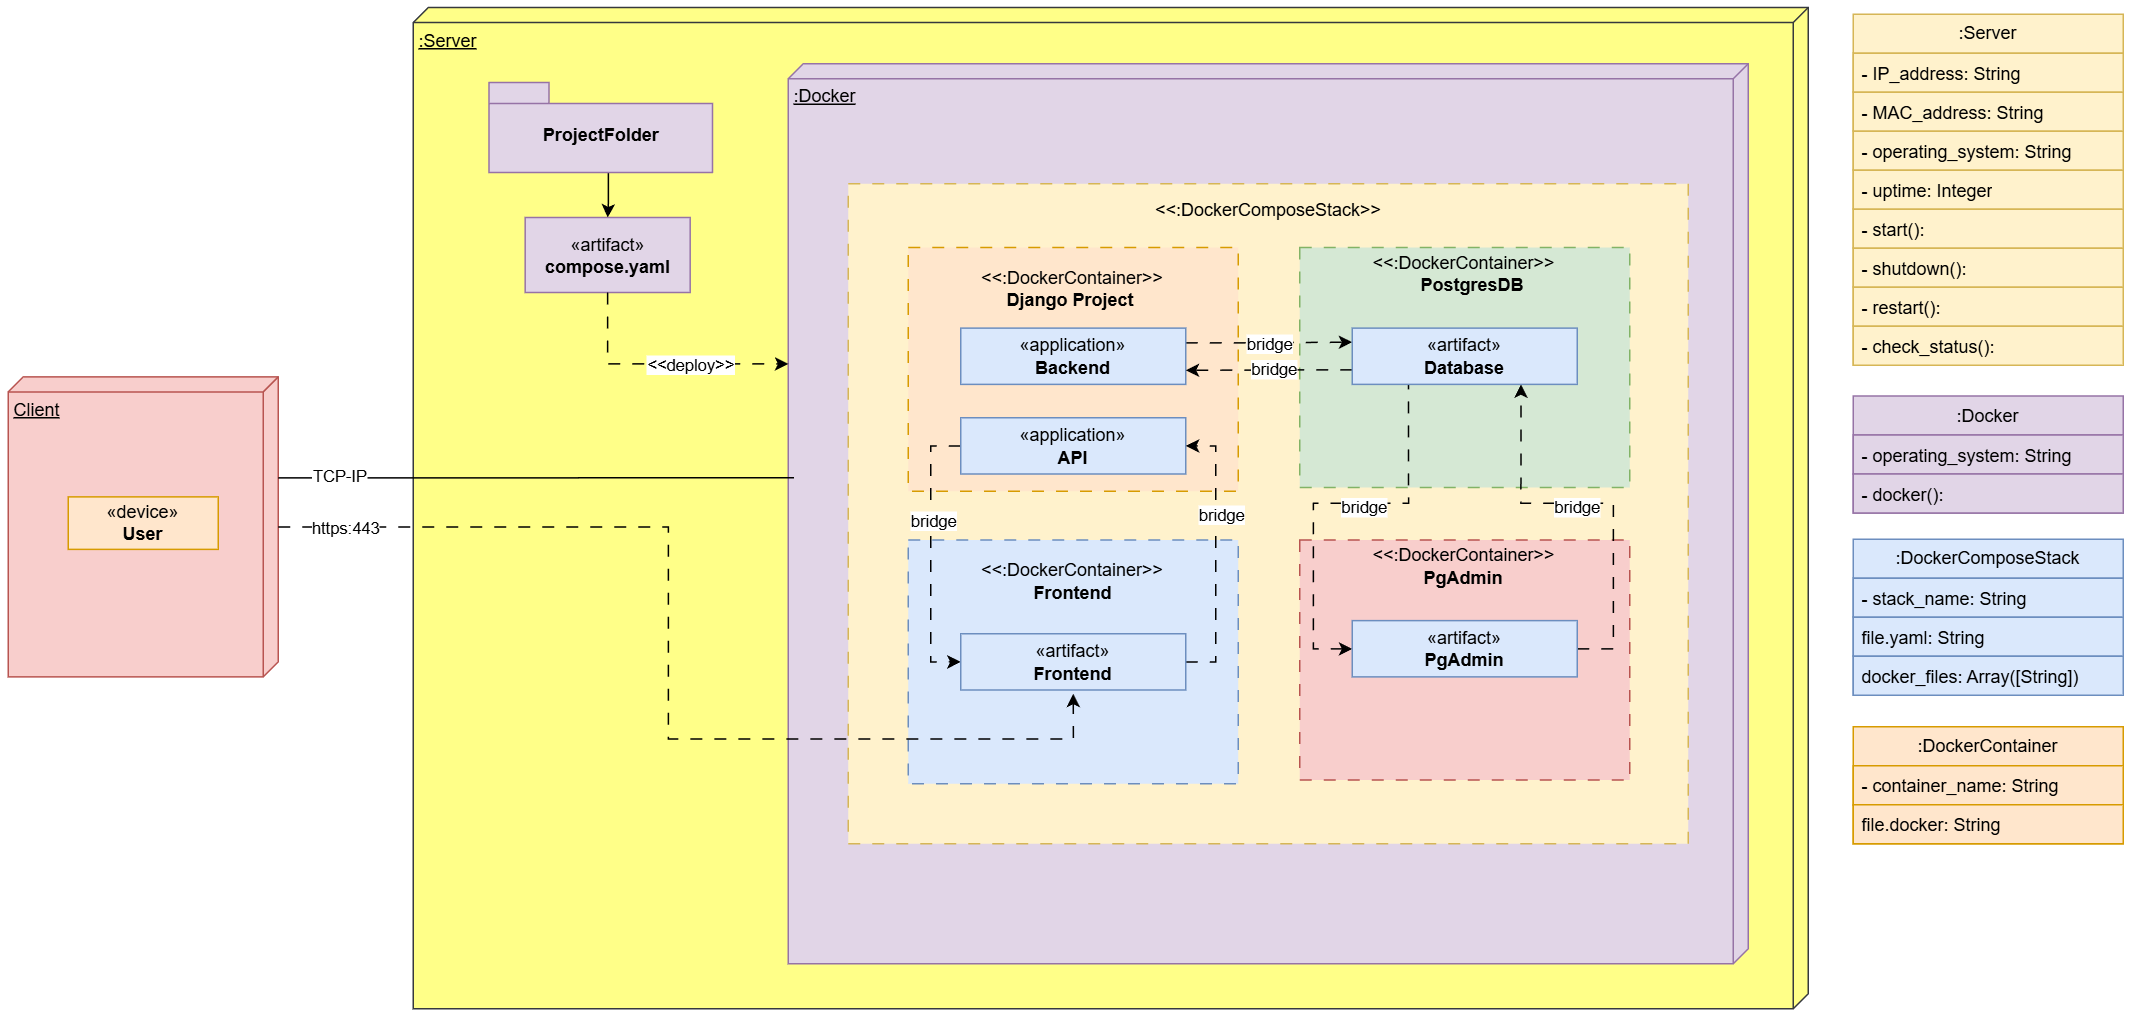 :Server
ProjectFolder
«artifact»
compose.yaml
<<deploy>>
Client
«device»
User
TCP-IP
https:443
:Docker
<<:DockerComposeStack>>
<<:DockerContainer>>
Django Project
«application»
Backend
«application»
API
<<:DockerContainer>>
PostgresDB
«artifact»
Database
bridge
bridge
bridge
bridge
bridge
bridge
<<:DockerContainer>>
Frontend
«artifact»
Frontend
<<:DockerContainer>>
PgAdmin
«artifact»
PgAdmin
:Server
- IP_address: String
- MAC_address: String
- operating_system: String
- uptime: Integer
- start():
- shutdown():
- restart():
- check_status():
:Docker
- operating_system: String
- docker():
:DockerComposeStack
- stack_name: String
file.yaml: String
docker_files: Array([String])
:DockerContainer
- container_name: String
file.docker: String